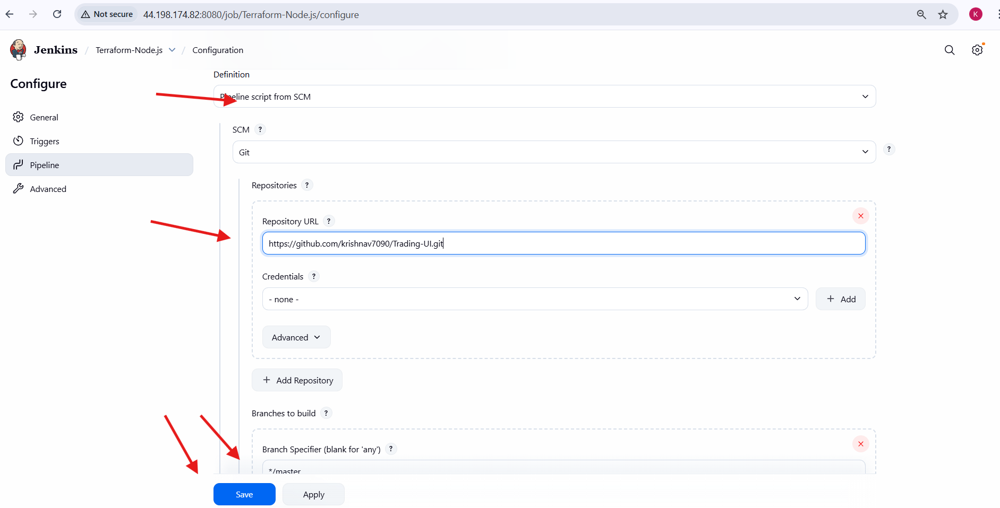 Not secure 44.198.174.82:8080/job/Terraform-Node.js/configure K
Jenkins / Terraform-Node.js / Configuration
Configure
General
Triggers
Pipeline
Advanced
Definition
Pipeline script from SCM
SCM ?
Git
?
Repositories ?
Repository URL ?
https://github.com/krishnav7090/Trading-UI.git
Credentials ?
- none -
+ Add
Advanced
+ Add Repository
Branches to build ?
Branch Specifier (blank for 'any') ?
*/master
Save
Apply